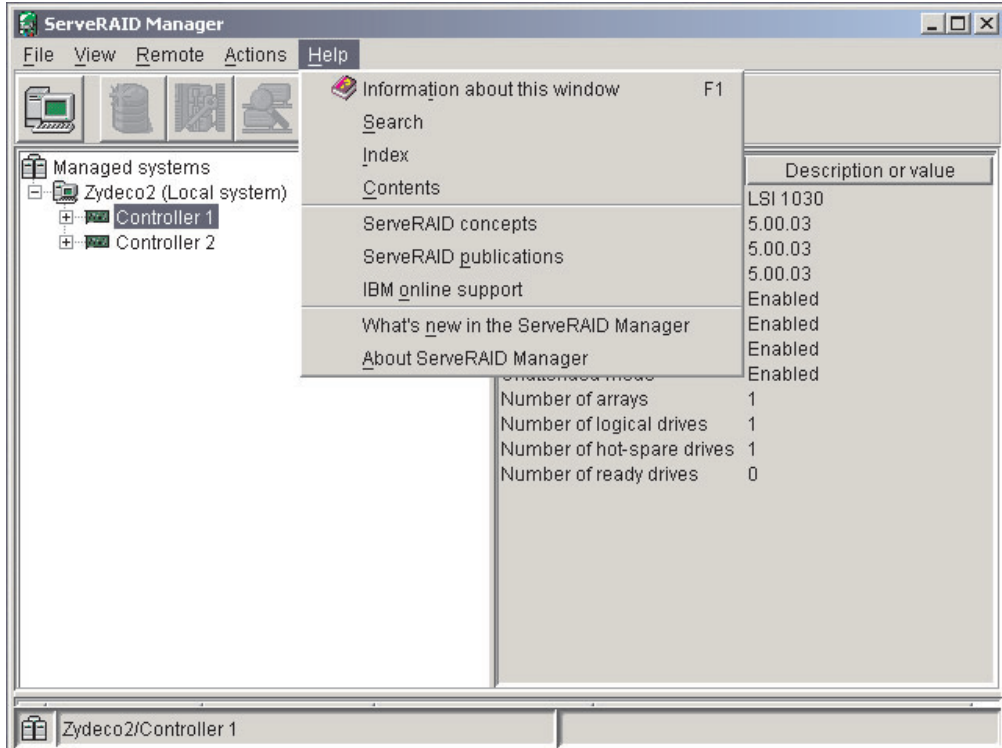 ServeRAID Manager
File View Remote Actions Help
Information about this window F1
Search
Index
Contents
ServeRAID concepts
ServeRAID publications
IBM online support
What's new in the ServeRAID Manager
About ServeRAID Manager
Managed systems
Zydeco2 (Local system)
Controller 1
Controller 2
Description or value
LSI 1030
5.00.03
5.00.03
5.00.03
Enabled
Enabled
Enabled
Enabled
Number of arrays 1
Number of logical drives 1
Number of hot-spare drives 1
Number of ready drives 0
Zydeco2/Controller 1